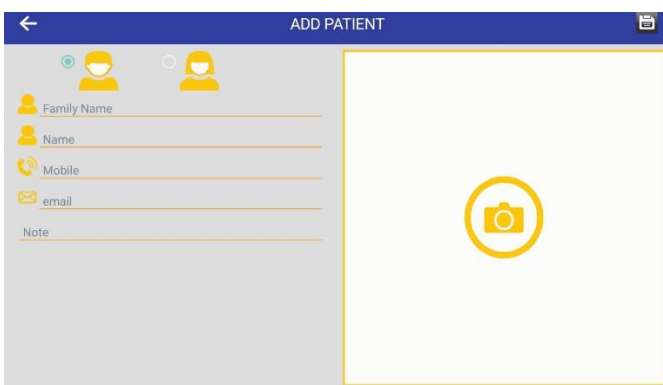 ADD PATIENT
Family Name
Name
Mobile
email
Note